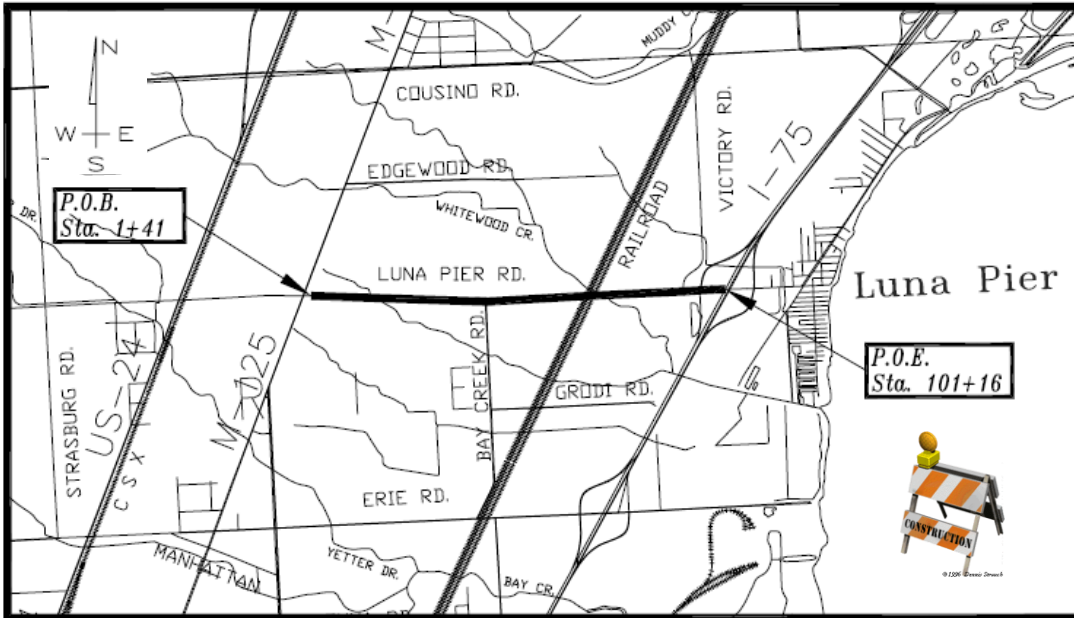 N
W E
S
M-
MUDDY C
COUSINO RD.
EDGEWOOD RD.
WHITEWOOD CR.
VICTORY RD.
I-75
RAILROAD
P.O.B.
Sta. 1+41
DR.
LUNA PIER RD.
Luna Pier
P.O.E.
Sta. 101+16
STRASBURG RD.
US-24
CSX
M-125
BAY CREEK RD.
GRODI RD.
ERIE RD.
MANHATTAN
YETTER DR.
BAY CR.
CONSTRUCTION